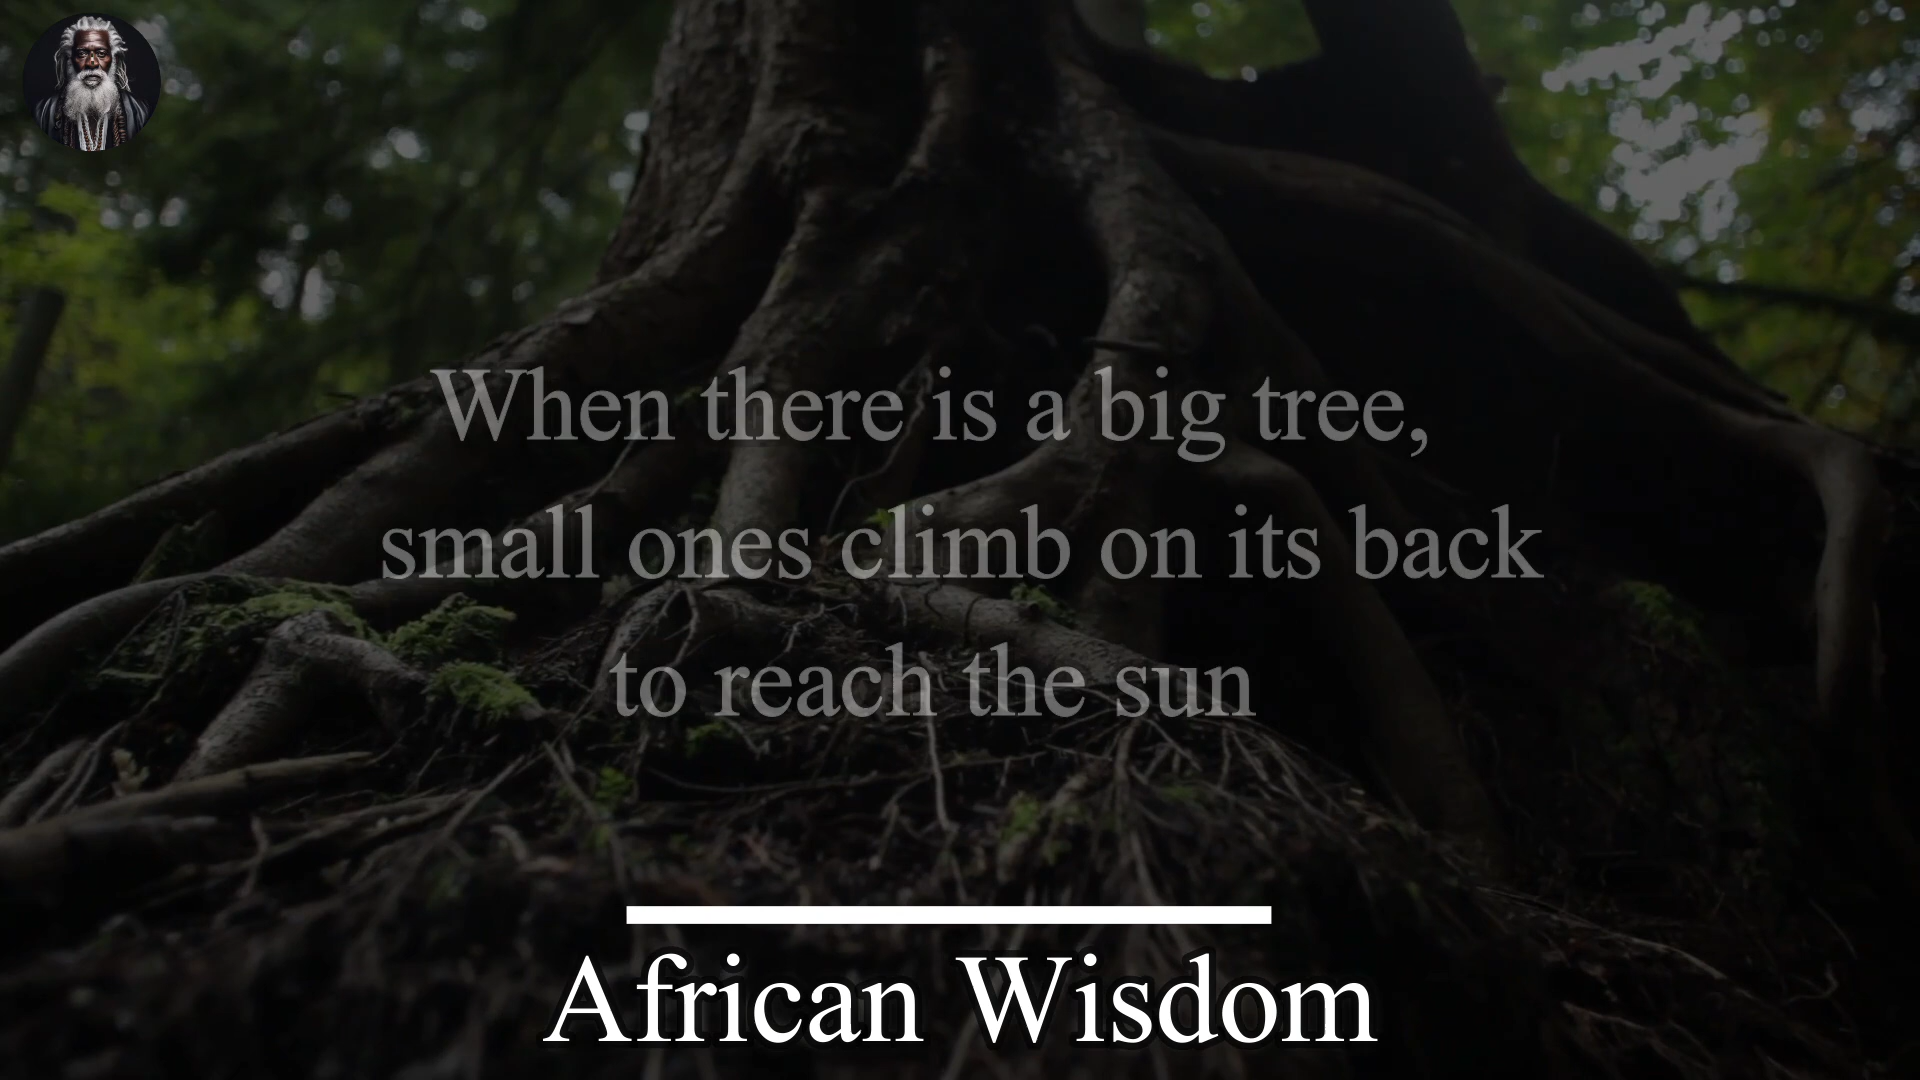 When there is a big tree,
small ones climb on its back
to reach the sun
African Wisdom